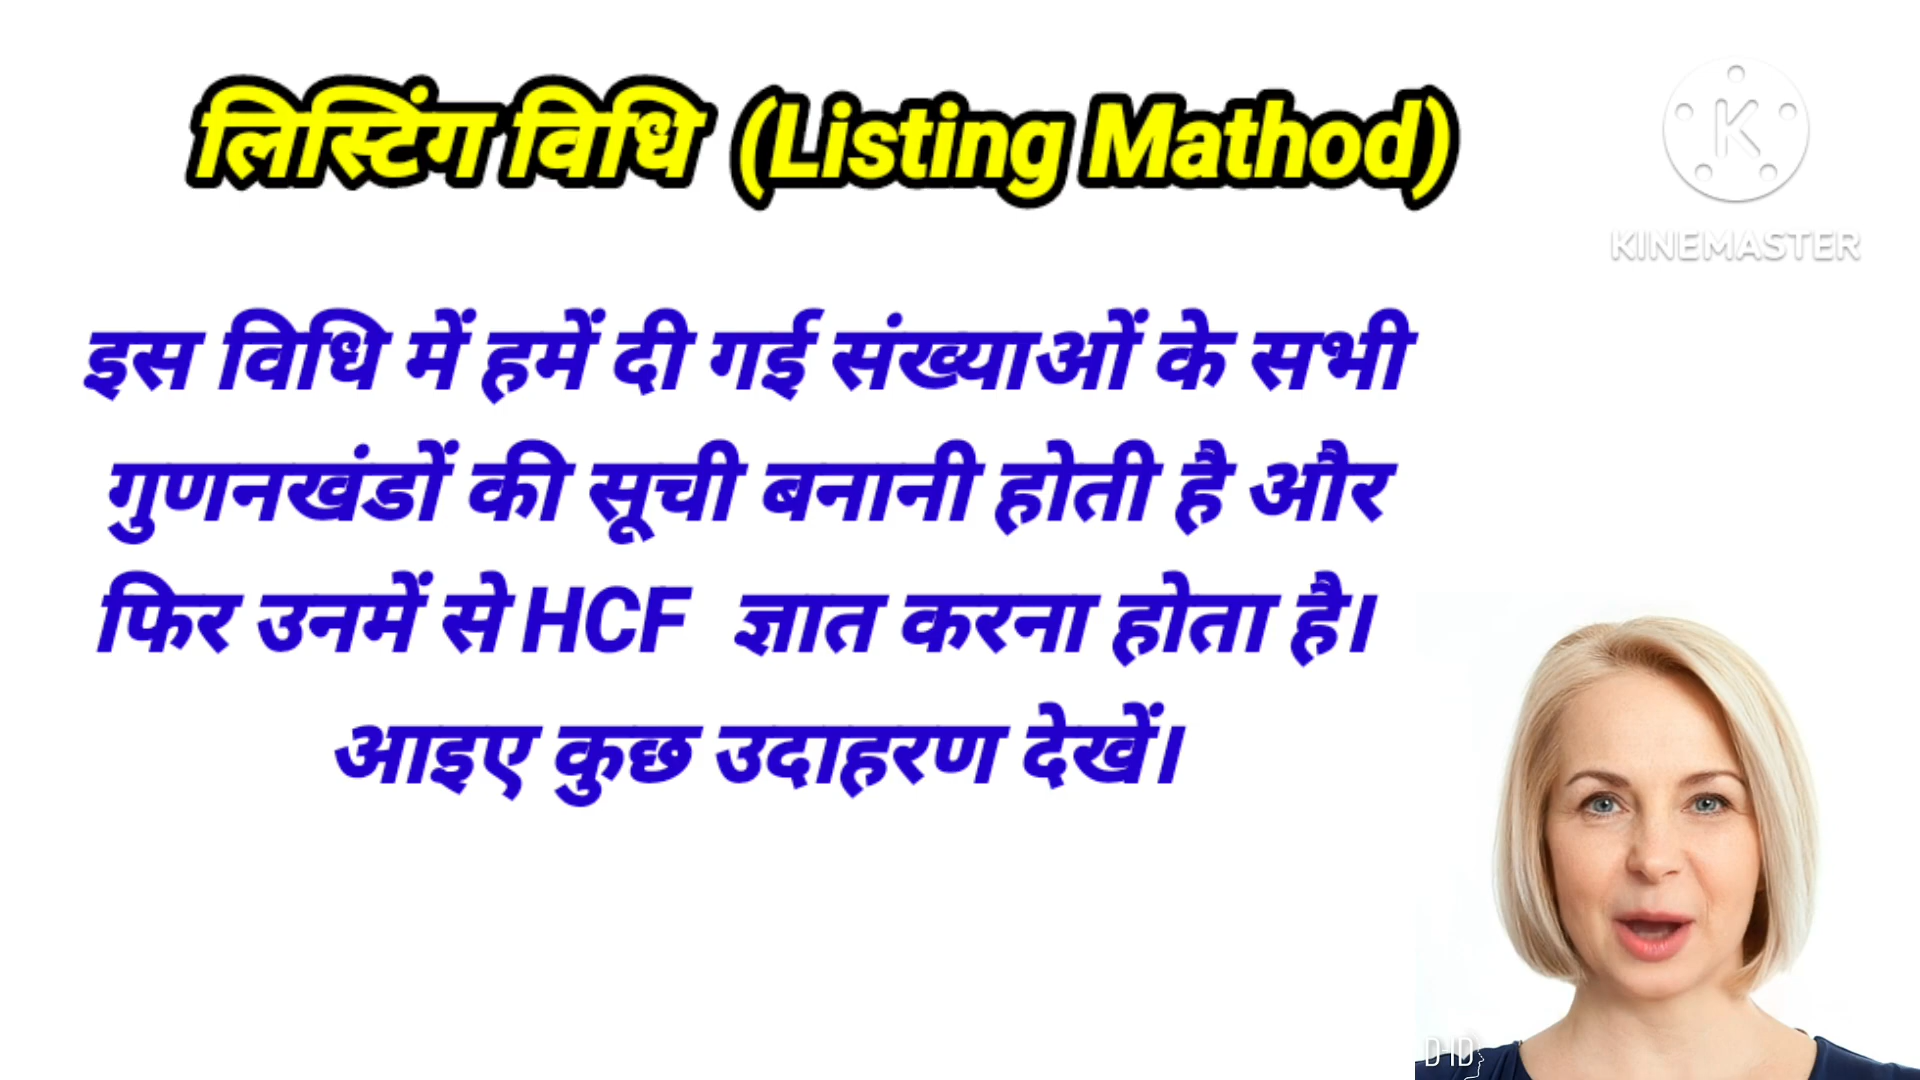 लिस्टिंग विधि (Listing Mathod)
KINEMASTER
इस विधि में हमें दी गई संख्याओं के सभी
गुणनखंडों की सूची बनानी होती है और
फिर उनमें से HCF ज्ञात करना होता है।
आइए कुछ उदाहरण देखें।
D ID